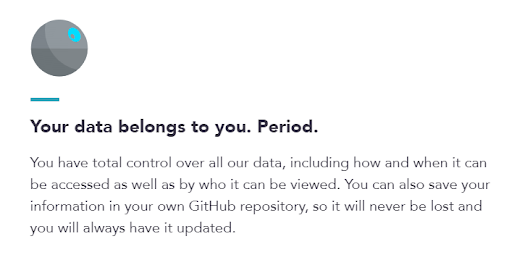 Your data belongs to you. Period.
You have total control over all our data, including how and when it can
be accessed as well as by who it can be viewed. You can also save your
information in your own GitHub repository, so it will never be lost and
you will always have it updated.